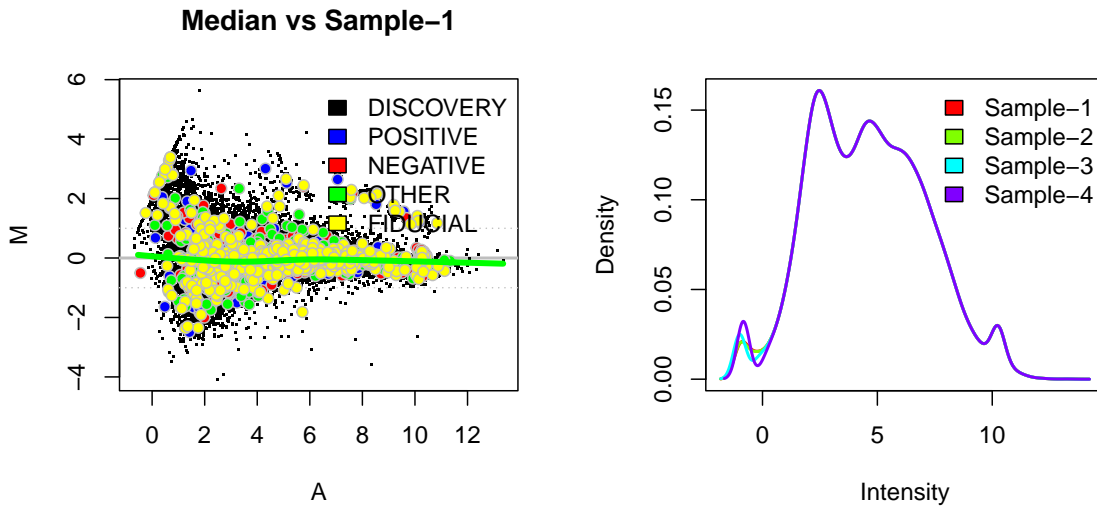 Median vs Sample−1
6
4
2
0
−2
−4
M
0 2 4 6 8 10 12
A
DISCOVERY
POSITIVE
NEGATIVE
OTHER
FIDUCIAL
0.15
0.10
0.05
0.00
Density
0 5 10
Intensity
Sample−1
Sample−2
Sample−3
Sample−4